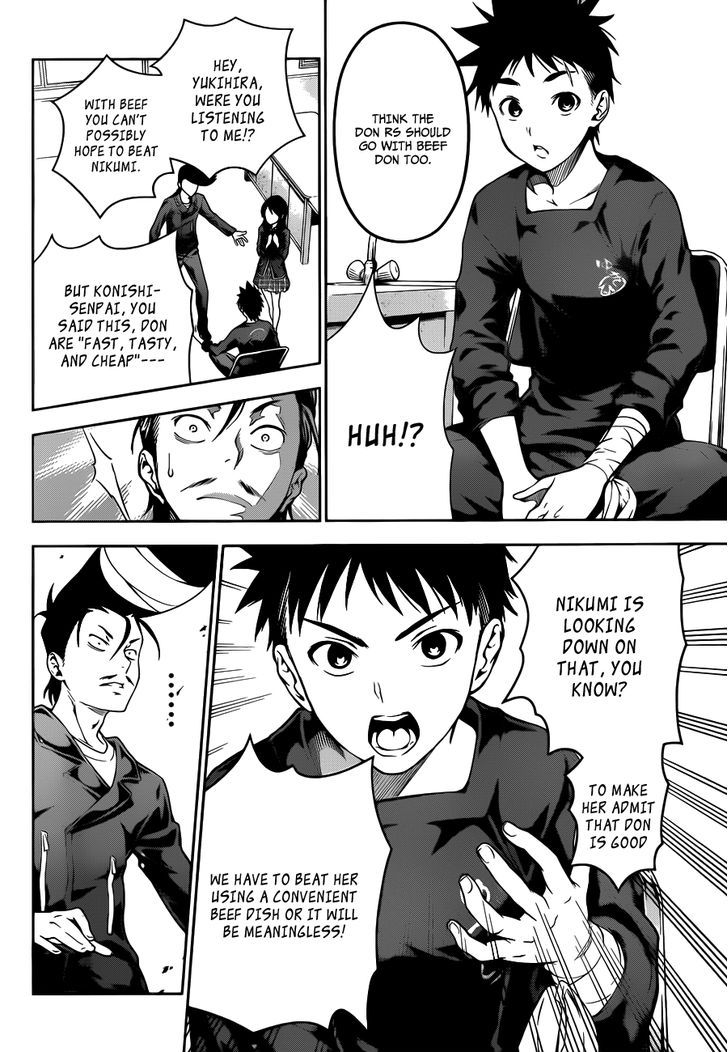 THINK THE
DON RS SHOULD
GO WITH BEEF
DON TOO.
HUH!?
HEY,
YUKIHIRA,
WERE YOU
LISTENING
TO ME!?
WITH BEEF
YOU CAN'T
POSSIBLY
HOPE TO BEAT
NIKUMI.
BUT KONISHI-
SENPAI, YOU
SAID THIS, DON
ARE "FAST, TASTY,
AND CHEAP"---
NIKUMI IS
LOOKING
DOWN ON
THAT, YOU
KNOW?
TO MAKE
HER ADMIT
THAT DON
IS GOOD
WE HAVE TO BEAT HER
USING A CONVENIENT
BEEF DISH OR IT WILL
BE MEANINGLESS!
......